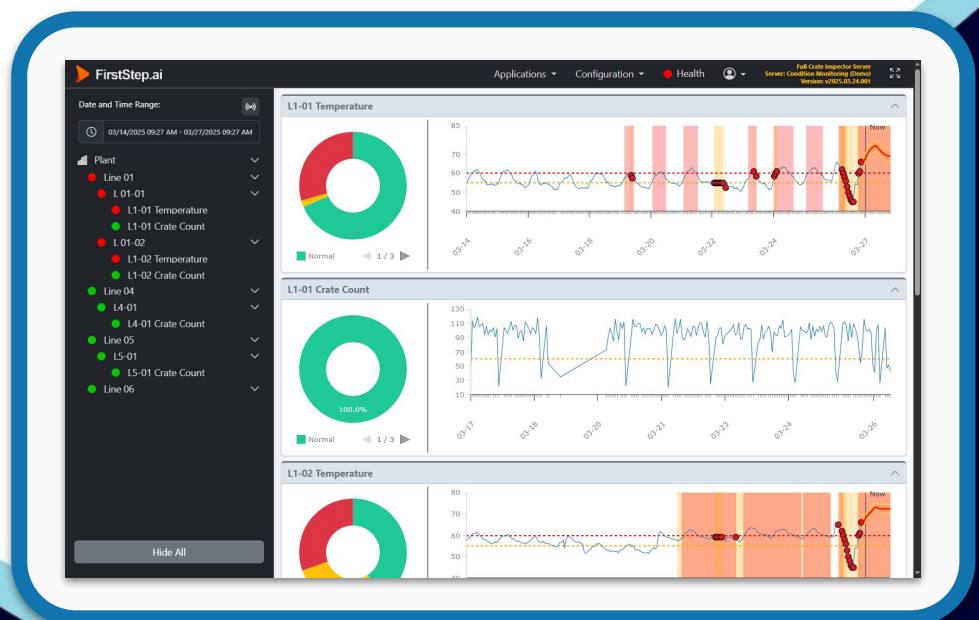 FirstStep.ai
Applications
Configuration
Health
Full Crate Inspector Server
Server: Condition Monitoring (Demo)
Version: v2025.03.24.001
Date and Time Range:
03/14/2025 09:27 AM - 03/27/2025 09:27 AM
Plant
Line 01
L 01-01
L1-01 Temperature
L1-01 Crate Count
L 01-02
L1-02 Temperature
L1-02 Crate Count
Line 04
L4-01
L4-01 Crate Count
Line 05
L5-01
L5-01 Crate Count
Line 06
Hide All
L1-01 Temperature
Normal
1 / 3
85
70
60
50
40
Now
03-14
03-16
03-18
03-20
03-22
03-24
03-27
L1-01 Crate Count
100.0%
Normal
1 / 3
130
110
90
70
50
30
10
03-17
03-18
03-20
03-21
03-23
03-24
03-26
L1-02 Temperature
80
70
60
50
Now